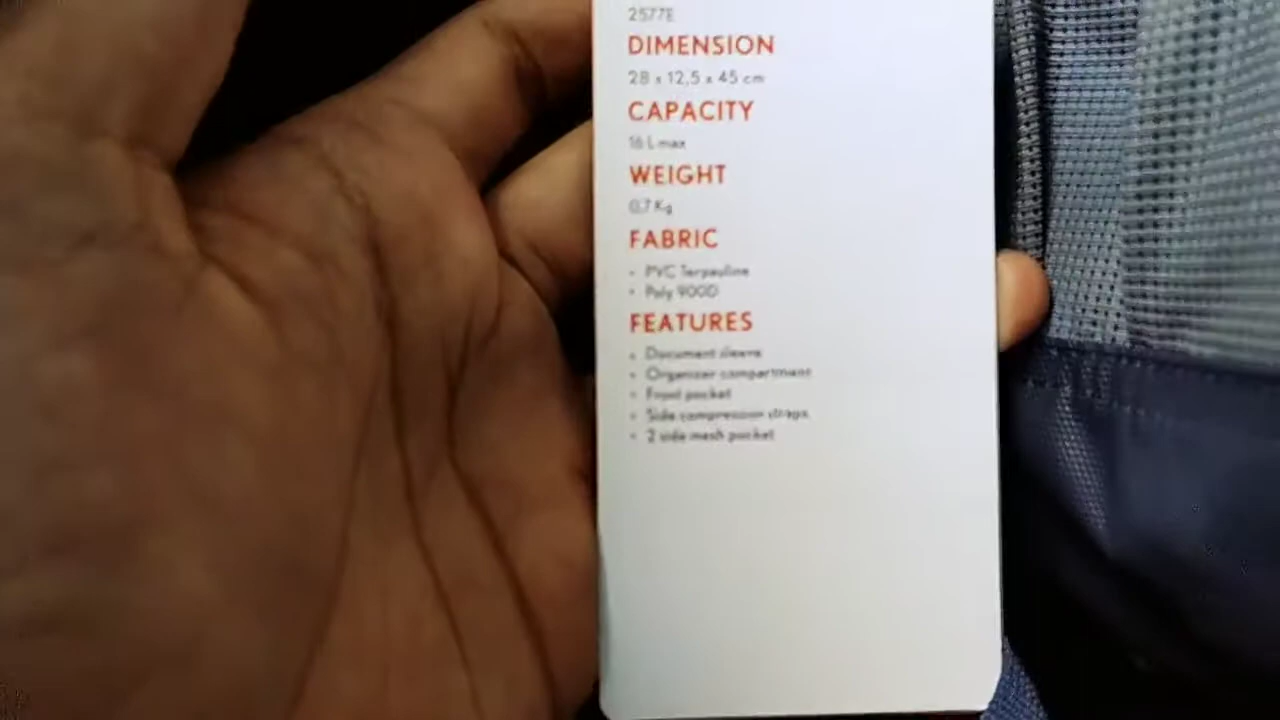 2577E
DIMENSION
28 x 12,5 x 45 cm
CAPACITY
16 L max
WEIGHT
0.7 Kg
FABRIC
• PVC Terpauline
• Poly 900D
FEATURES
• Document sleeve
• Organizer compartment
• Front pocket
• Side compression straps
• 2 side mesh pocket